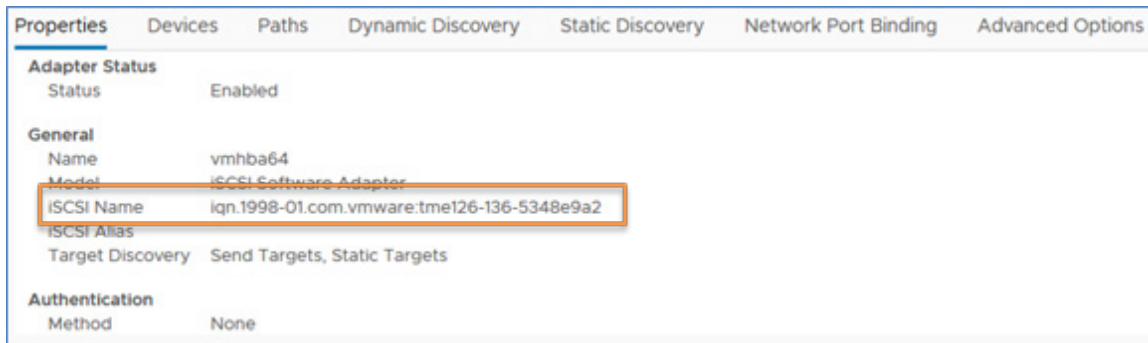 Properties Devices Paths Dynamic Discovery Static Discovery Network Port Binding Advanced Options
Adapter Status
Status Enabled
General
Name vmhba64
Model iSCSI Software Adapter
iSCSI Name iqn.1998-01.com.vmware:tme126-136-5348e9a2
iSCSI Alias
Target Discovery Send Targets, Static Targets
Authentication
Method None